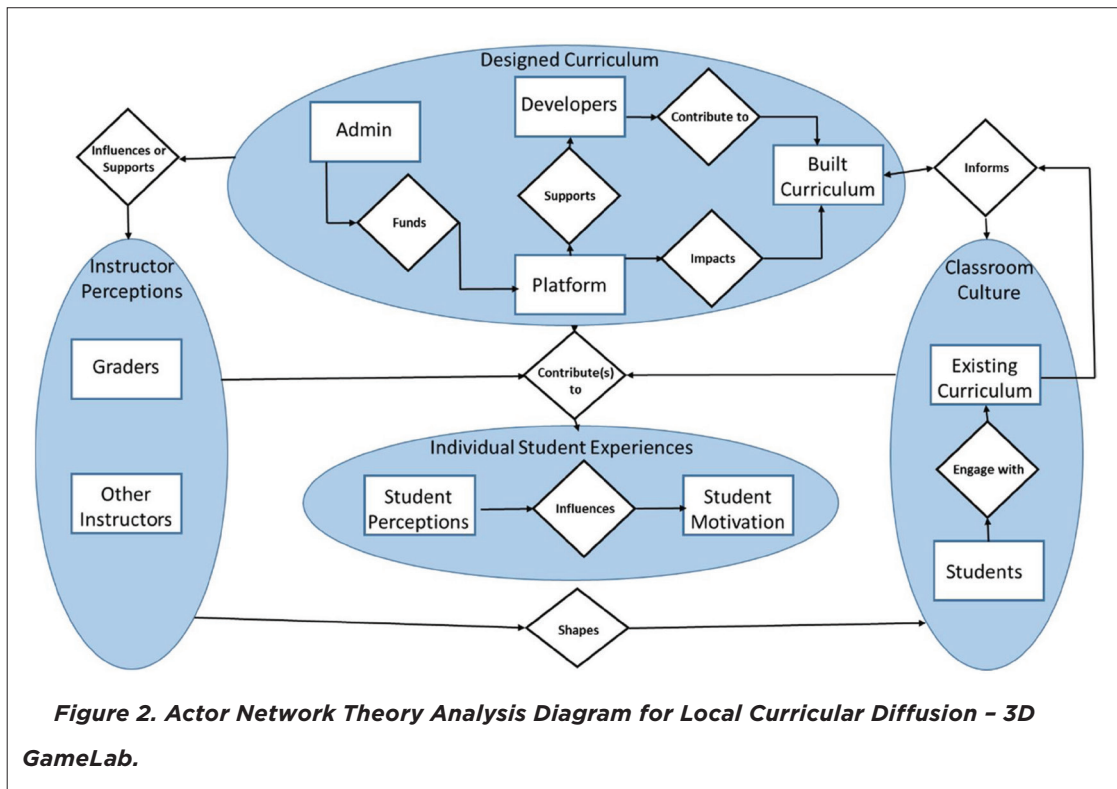 Designed Curriculum
Developers
Contribute to
Admin
Influences or
Supports
Built
Curriculum
Informs
Supports
Funds
Instructor
Perceptions
Platform
Impacts
Classroom
Culture
Graders
Contribute(s)
to
Existing
Curriculum
Individual Student Experiences
Engage with
Other
Instructors
Student
Perceptions
Influences
Student
Motivation
Students
Shapes
Figure 2. Actor Network Theory Analysis Diagram for Local Curricular Diffusion – 3D
GameLab.